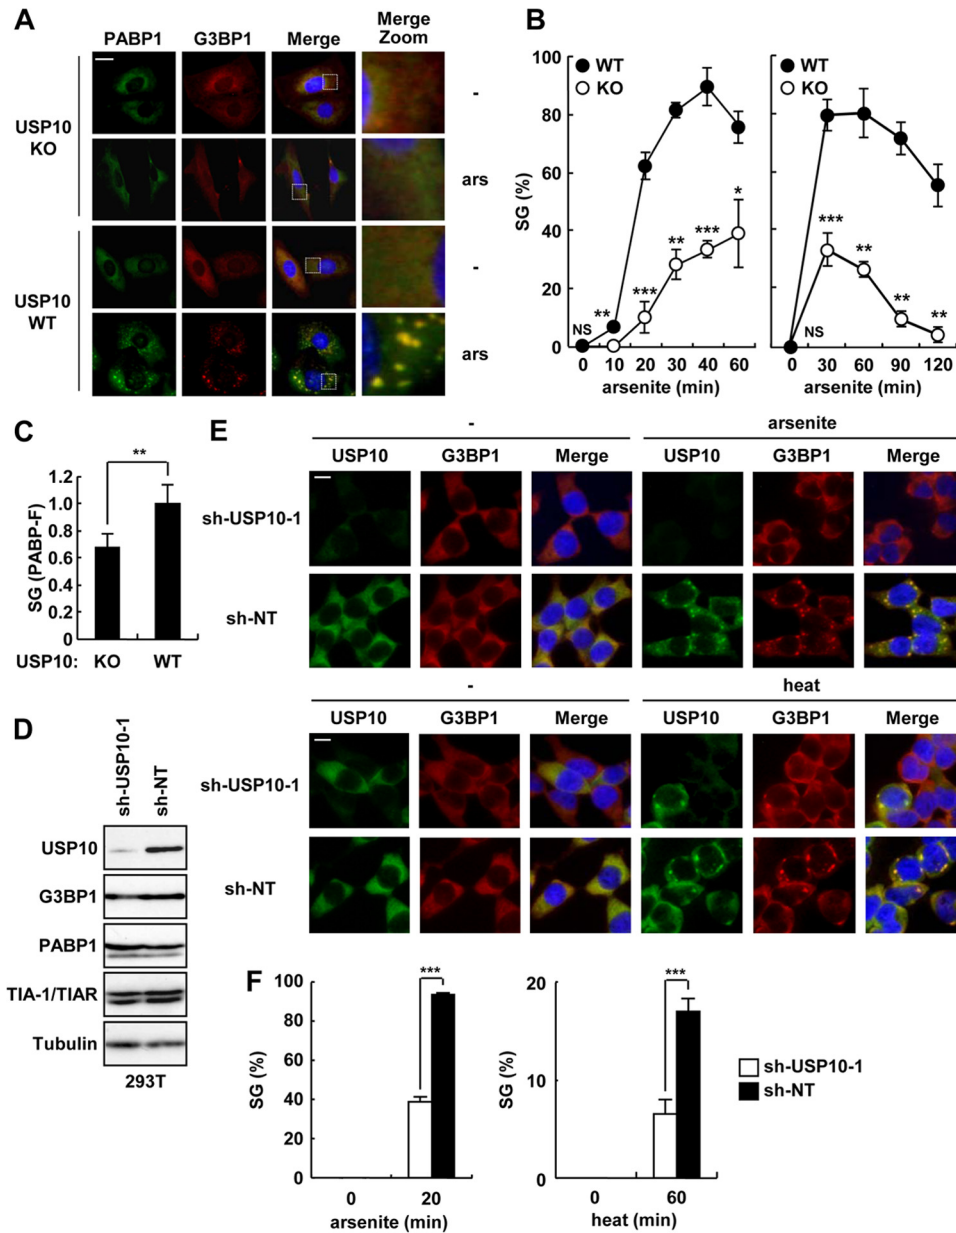 A
PABP1 G3BP1 Merge Merge Zoom
USP10 KO
-
ars
USP10 WT
-
ars
B
WT
KO
SG (%)
100
80
60
40
20
0
NS
**
***
**
***
*
0 10 20 30 40 60
arsenite (min)
WT
KO
NS
***
**
**
**
0 30 60 90 120
arsenite (min)
C
**
SG (PABP-F)
1.2
1.0
0.8
0.6
0.4
0.2
0
USP10: KO WT
D
sh-USP10-1
sh-NT
USP10
G3BP1
PABP1
TIA-1/TIAR
Tubulin
293T
E
- arsenite
USP10 G3BP1 Merge USP10 G3BP1 Merge
sh-USP10-1
sh-NT
- heat
USP10 G3BP1 Merge USP10 G3BP1 Merge
sh-USP10-1
sh-NT
F
***
SG (%)
100
80
60
40
20
0
0 20
arsenite (min)
***
SG (%)
20
10
0
0 60
heat (min)
sh-USP10-1
sh-NT